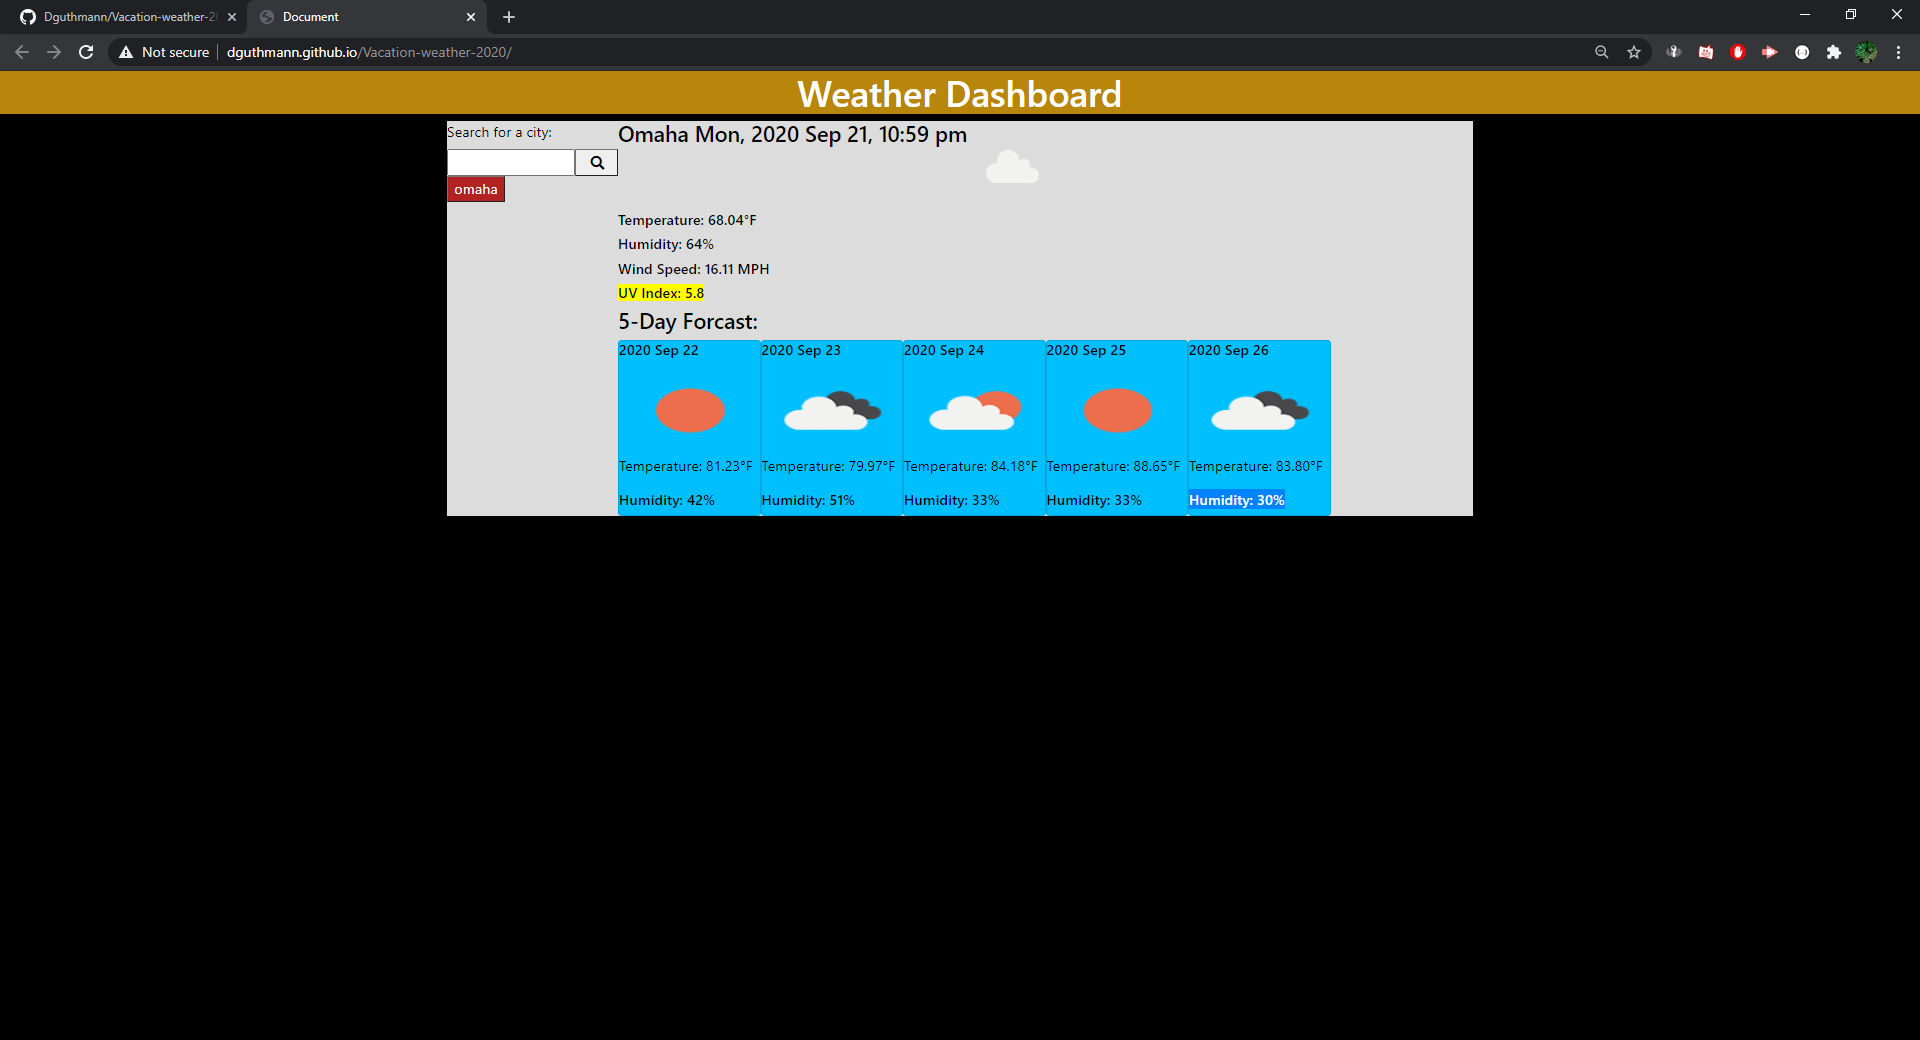 Dguthmann/Vacation-weather-20
Document
Not secure
dguthmann.github.io/Vacation-weather-2020/
Weather Dashboard
Search for a city:
omaha
Omaha Mon, 2020 Sep 21, 10:59 pm
Temperature: 68.04°F
Humidity: 64%
Wind Speed: 16.11 MPH
UV Index: 5.8
5-Day Forcast:
2020 Sep 22
Temperature: 81.23°F
Humidity: 42%
2020 Sep 23
Temperature: 79.97°F
Humidity: 51%
2020 Sep 24
Temperature: 84.18°F
Humidity: 33%
2020 Sep 25
Temperature: 88.65°F
Humidity: 33%
2020 Sep 26
Temperature: 83.80°F
Humidity: 30%